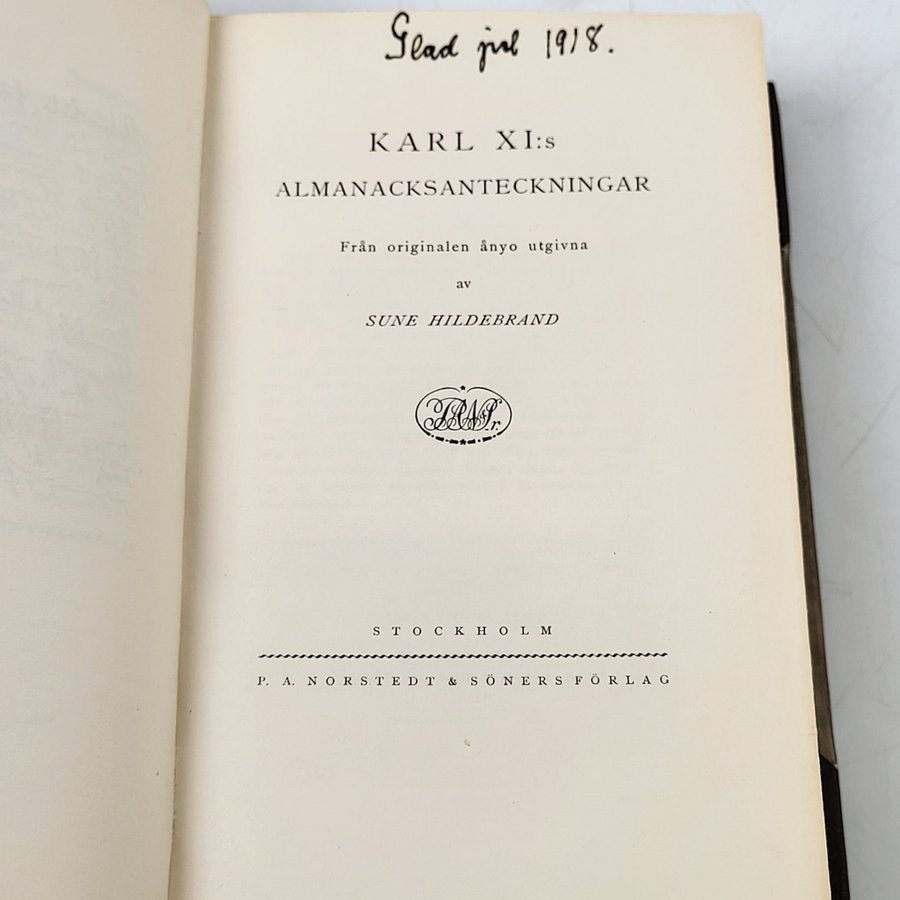 Glad jul 1918.
KARL XI:s
ALMANACKSANTECKNINGAR
Från originalen ånyo utgivna
av
SUNE HILDEBRAND
STOCKHOLM
P. A. NORSTEDT & SÖNERS FÖRLAG